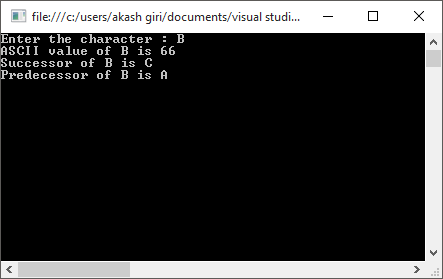 file:///c:/users/akash giri/documents/visual studi...
Enter the character : B
ASCII value of B is 66
Successor of B is C
Predecessor of B is A